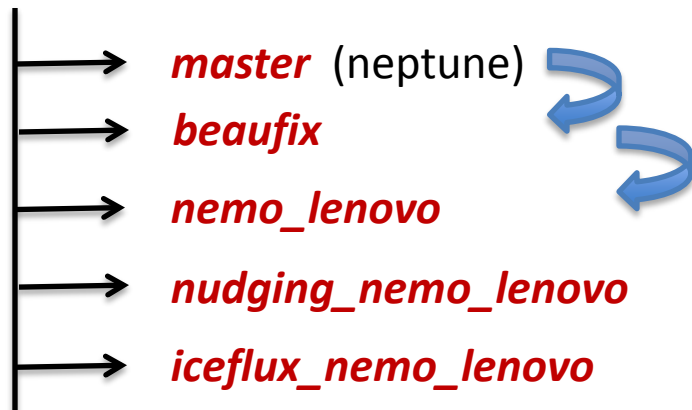 master (neptune)
beaufix
nemo_lenovo
nudging_nemo_lenovo
iceflux_nemo_lenovo